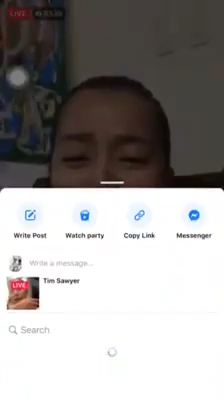 LIVE
Write Post
Watch party
Copy Link
Messenger
Write a message...
LIVE
Tim Sawyer
Search